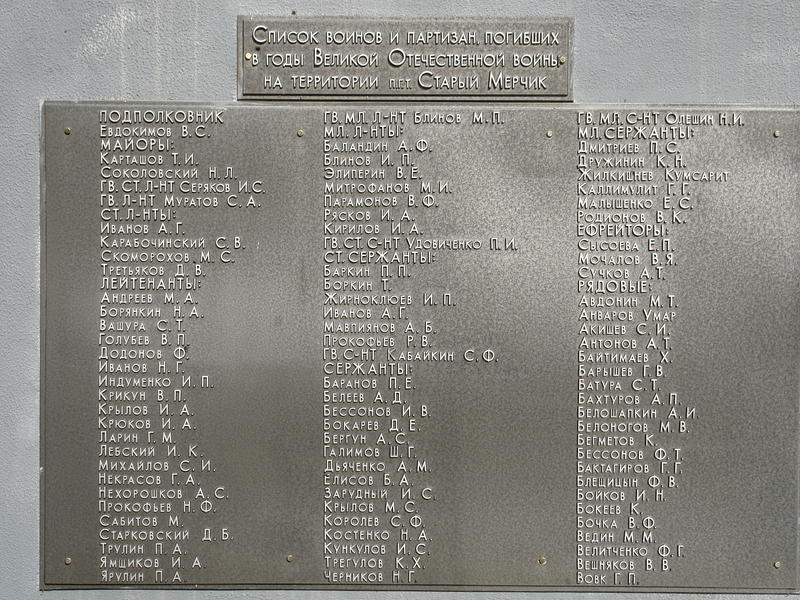 Список воинов и партизан, погибших
в годы Великой Отечественной войны
на территории п.г.т. Старый Мерчик
ПОДПОЛКОВНИК
Евдокимов В.С.
МАЙОРЫ:
Карташов Т.И.
Соколовский Н.Л.
ГВ.СТ.Л-НТ Серяков И.С.
ГВ.Л-НТ Муратов С.А.
СТ.Л-НТЫ:
Иванов А.Г.
Карабочинский С.В.
Скоморохов М.С.
Третьяков Д.В.
ЛЕЙТЕНАНТЫ:
Андреев М.А.
Борянкин Н.А.
Вашура С.Т.
Голубев В.П.
Додонов Ф.
Иванов Н.Г.
Индуменко И.П.
Крикун В.П.
Крылов И.А.
Крюков И.А.
Ларин Г.М.
Лебский И.К.
Михайлов С.И.
Некрасов Г.А.
Нехорошков А.С.
Прокофьев Н.Ф.
Сабитов М.
Старковский Д.Б.
Трулин П.А.
Ямщиков И.А.
Ярулин П.А.
ГВ.МЛ.Л-НТ Блинов М.П.
МЛ.Л-НТЫ:
Баландин А.Ф.
Блинов И.П.
Элиперин В.Е.
Митрофанов М.И.
Парамонов В.Ф.
Рясков И.А.
Кирилов И.А.
ГВ.СТ.С-НТ Удовиченко П.И.
СТ.СЕРЖАНТЫ:
Баркин П.П.
Боркин Т.
Жирноклюев И.П.
Иванов А.Г.
Мавпиянов А.Б.
Прокофьев Р.В.
ГВ.С-НТ Кабайкин С.Ф.
СЕРЖАНТЫ:
Баранов П.Е.
Белеев А.Д.
Бессонов И.В.
Бокарев Д.Е.
Бергун А.С.
Галимов Ш.Г.
Дьяченко А.М.
Елисов Б.А.
Зарудный И.С.
Крылов М.С.
Королев С.Ф.
Костенко Н.А.
Кункулов И.С.
Трегулов К.Х.
Черников Н.Г.
ГВ.МЛ.С-НТ Олешин Н.И.
МЛ.СЕРЖАНТЫ:
Дмитриев П.С.
Дружинин К.Н.
Жилкишнев Кумсарит
Каллимулит Г.Г.
Малышенко Е.С.
Родионов В.К.
ЕФРЕЙТОРЫ:
Сысоева Е.П.
Мочалов В.Я.
Сучков А.Т.
РЯДОВЫЕ:
Авдонин М.Т.
Анваров Умар
Акишев С.И.
Антонов А.Т.
Байтимаев Х.
Барышев Г.В.
Ватура С.Т.
Бахтуров А.П.
Белошапкин А.И.
Белоногов М.В.
Бегметов К.
Бессонов Ф.Т.
Бактагиров Г.Г.
Блещицын Ф.В.
Бойков И.Н.
Бокеев К.
Бочка В.Ф.
Ведин М.М.
Велитченко Ф.Г.
Вешняков В.В.
Вовк Г.П.